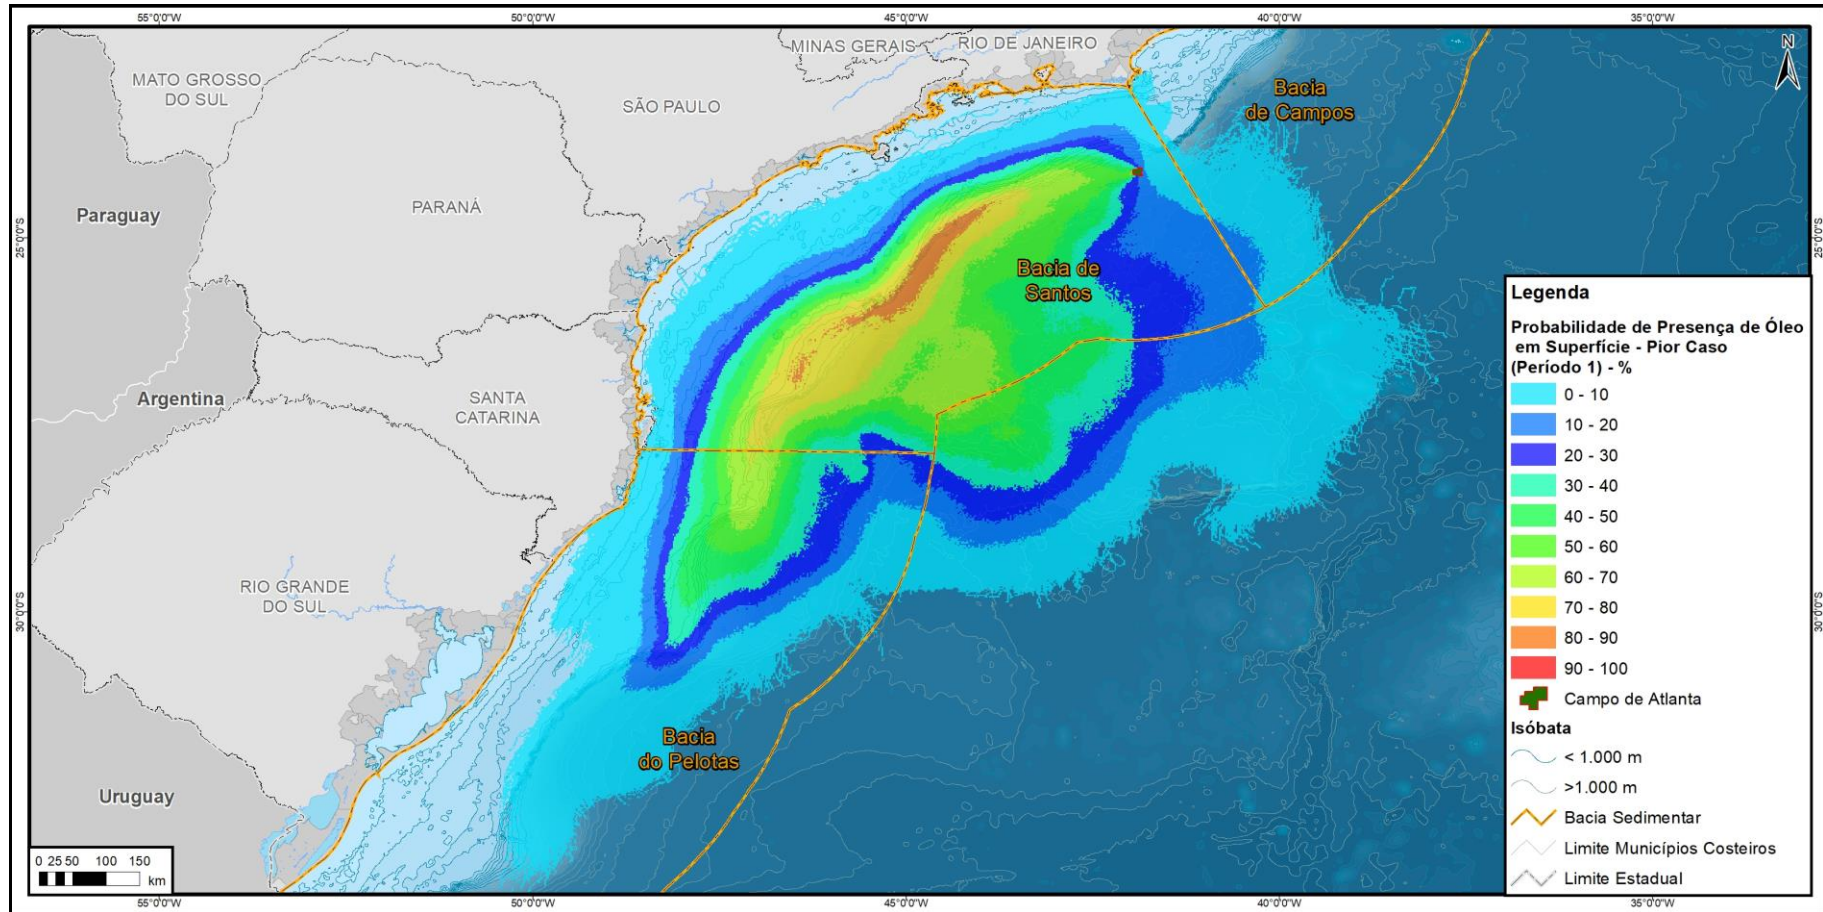 55°0'0"W 50°0'0"W 45°0'0"W 40°0'0"W 35°0'0"W
MINAS GERAIS
RIO DE JANEIRO
N
MATO GROSSO
DO SUL
SÃO PAULO
Bacia
de Campos
Paraguay
PARANÁ
25°0'0"S
25°0'0"S
Bacia de
Santos
Argentina
SANTA
CATARINA
RIO GRANDE
DO SUL
30°0'0"S
30°0'0"S
Bacia
do Pelotas
Uruguay
0 25 50 100 150
km
Legenda
Probabilidade de Presença de Óleo
em Superfície - Pior Caso
(Período 1) - %
0 - 10
10 - 20
20 - 30
30 - 40
40 - 50
50 - 60
60 - 70
70 - 80
80 - 90
90 - 100
Campo de Atlanta
Isóbata
< 1.000 m
>1.000 m
Bacia Sedimentar
Limite Municípios Costeiros
Limite Estadual
55°0'0"W 50°0'0"W 45°0'0"W 40°0'0"W 35°0'0"W